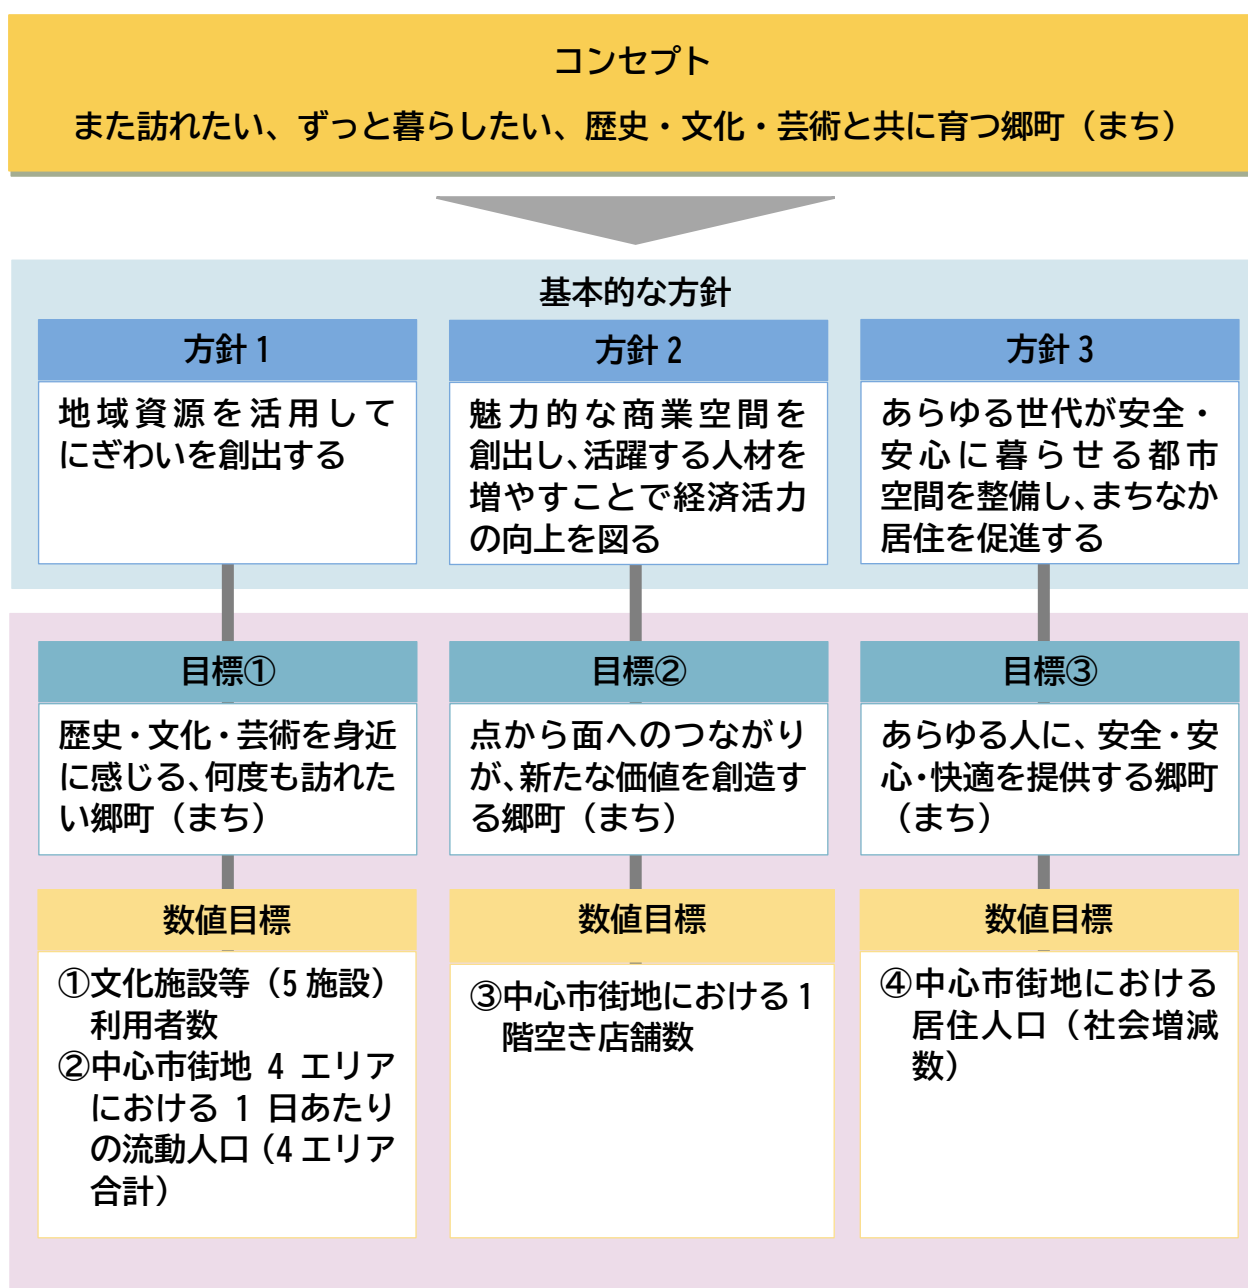 コンセプト
また訪れたい、ずっと暮らしたい、歴史・文化・芸術と共に育つ郷町（まち）
基本的な方針
方針1
地域資源を活用して
にぎわいを創出する
方針2
魅力的な商業空間を
創出し、活躍する人材を
増やすことで経済活力
の向上を図る
方針3
あらゆる世代が安全・
安心に暮らせる都市
空間を整備し、まちなか
居住を促進する
目標①
歴史・文化・芸術を身近
に感じる、何度も訪れた
い郷町（まち）
目標②
点から面へのつながり
が、新たな価値を創造す
る郷町（まち）
目標③
あらゆる人に、安全・安
心・快適を提供する郷町
（まち）
数値目標
①文化施設等（5施設）
利用者数
②中心市街地 4 エリア
における 1 日あたり
の流動人口（4エリア
合計）
数値目標
③中心市街地における1
階空き店舗数
数値目標
④中心市街地における
居住人口（社会増減
数）